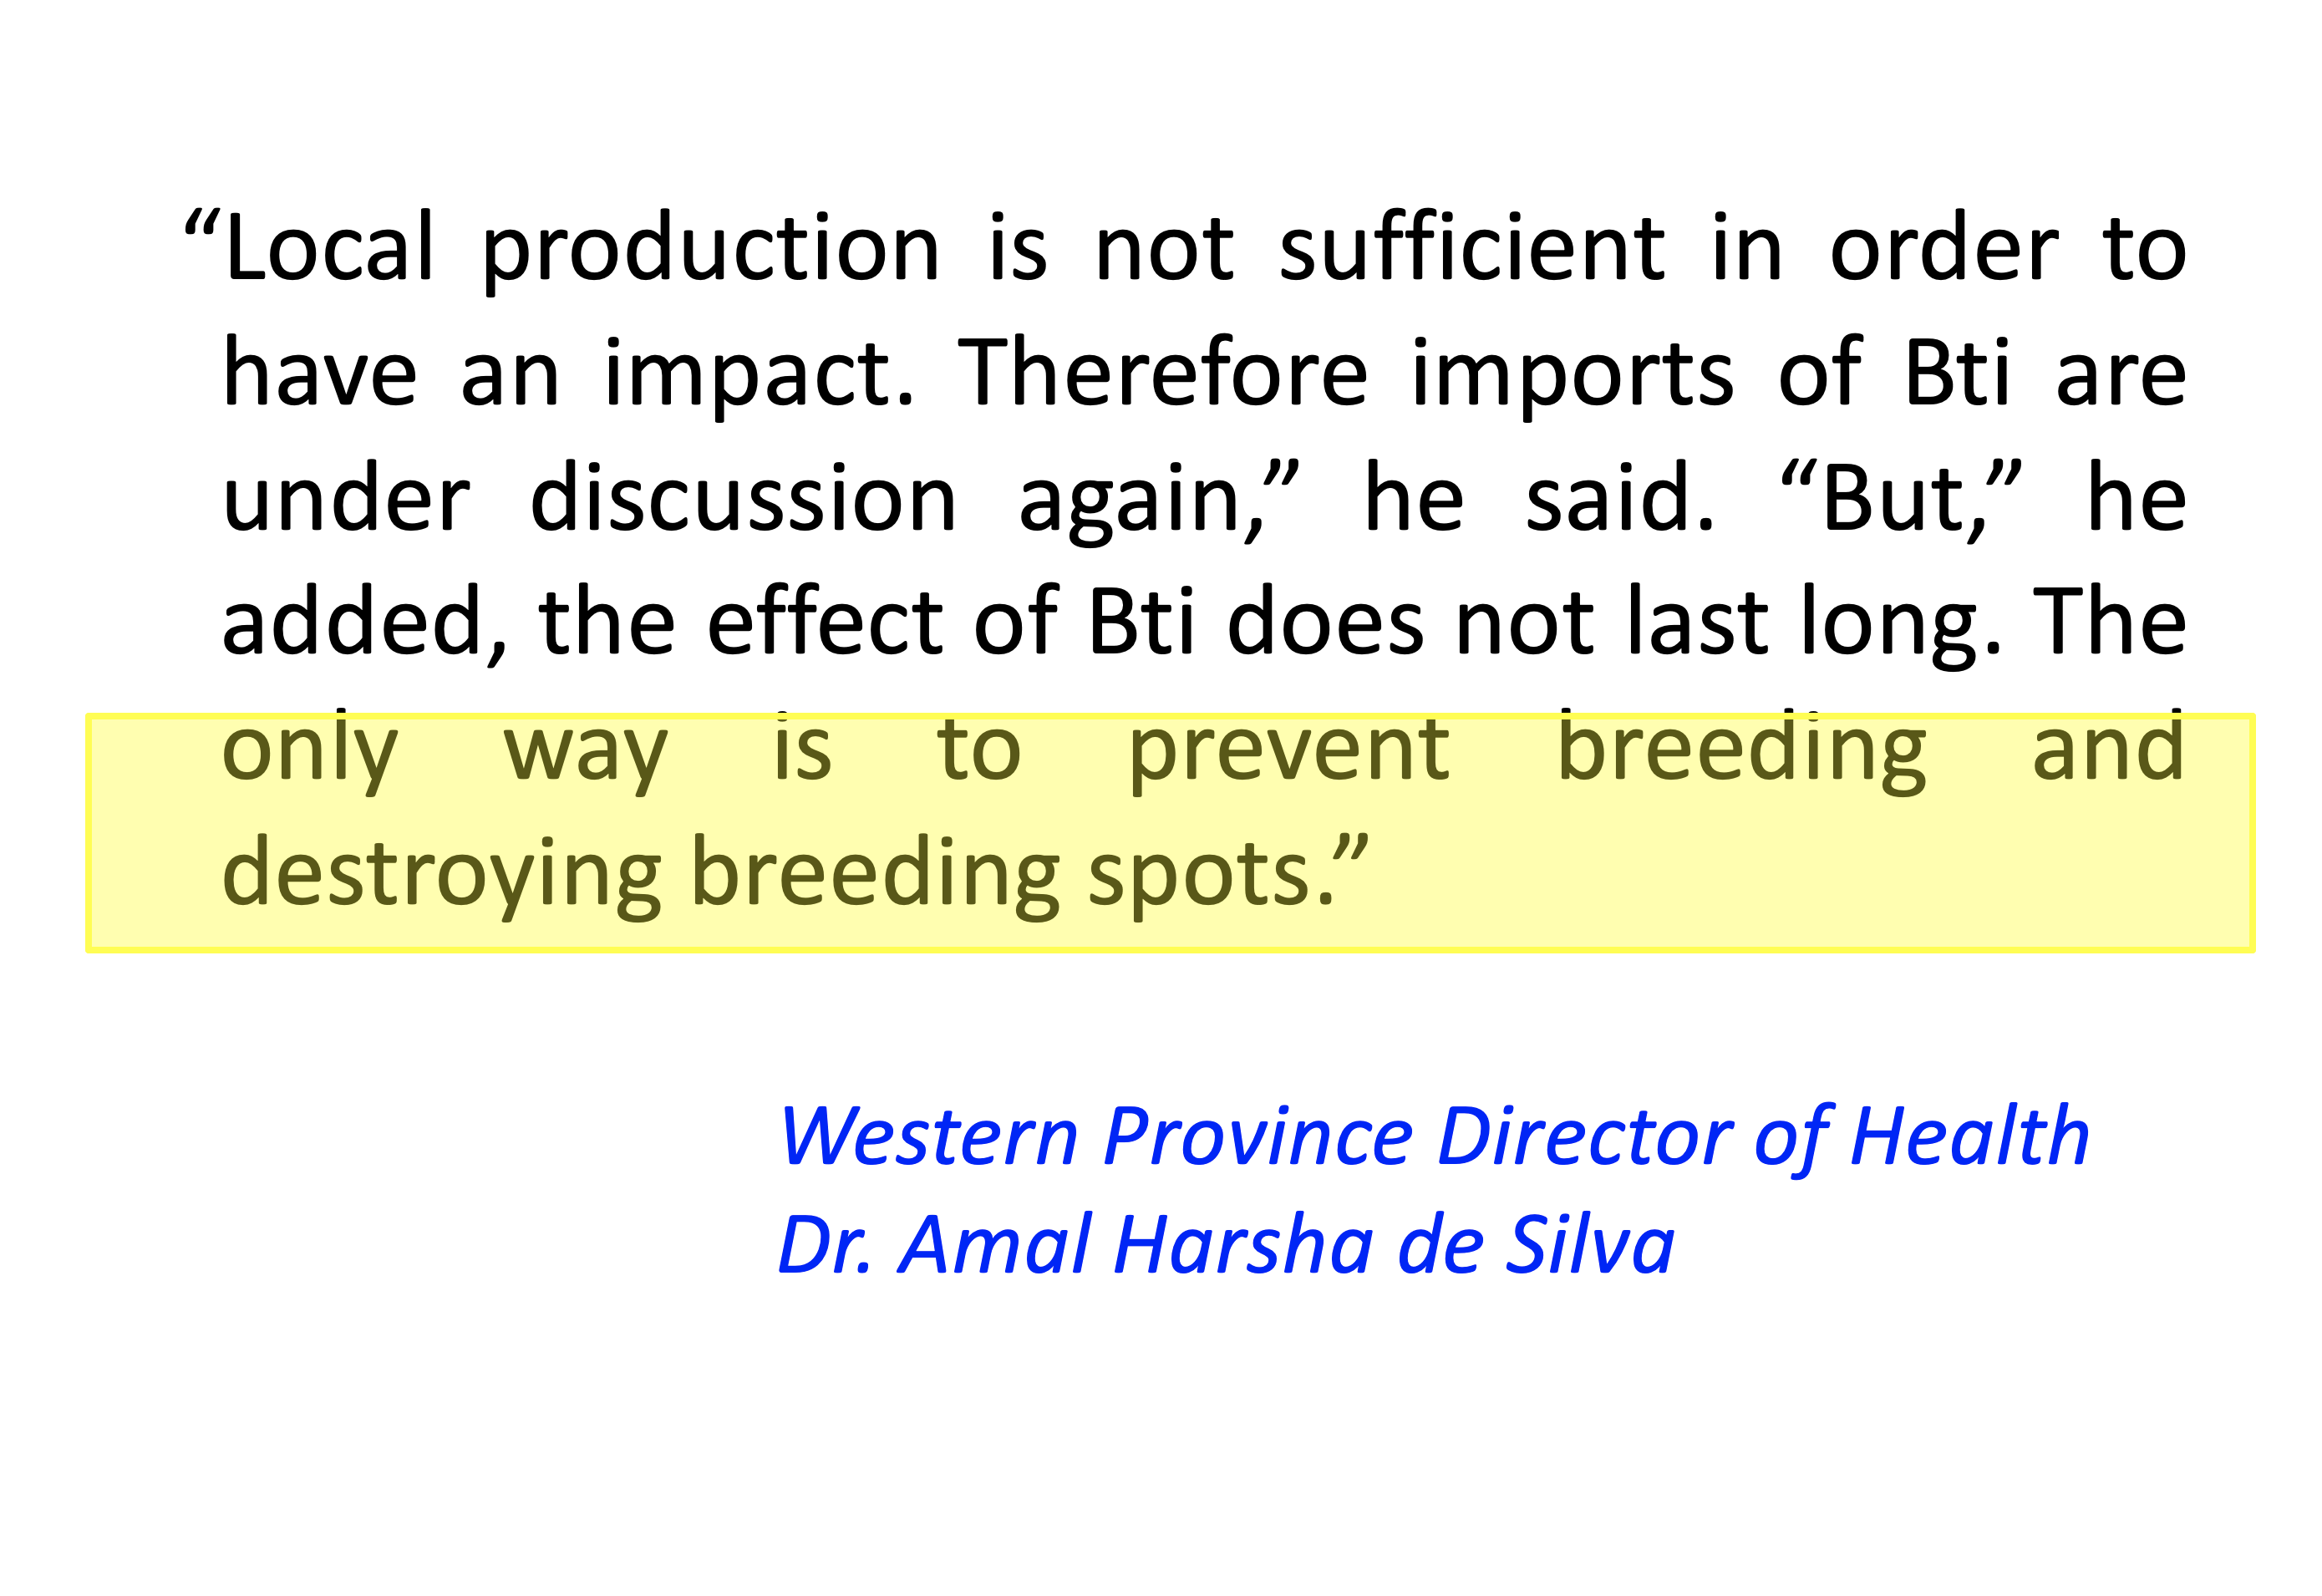 “Local production is not sufficient in order to
have an impact. Therefore imports of Bti are
under discussion again,” he said. “But,” he
added, the effect of Bti does not last long. The
only way is to prevent breeding and
destroying breeding spots.”
Western Province Director of Health
Dr. Amal Harsha de Silva